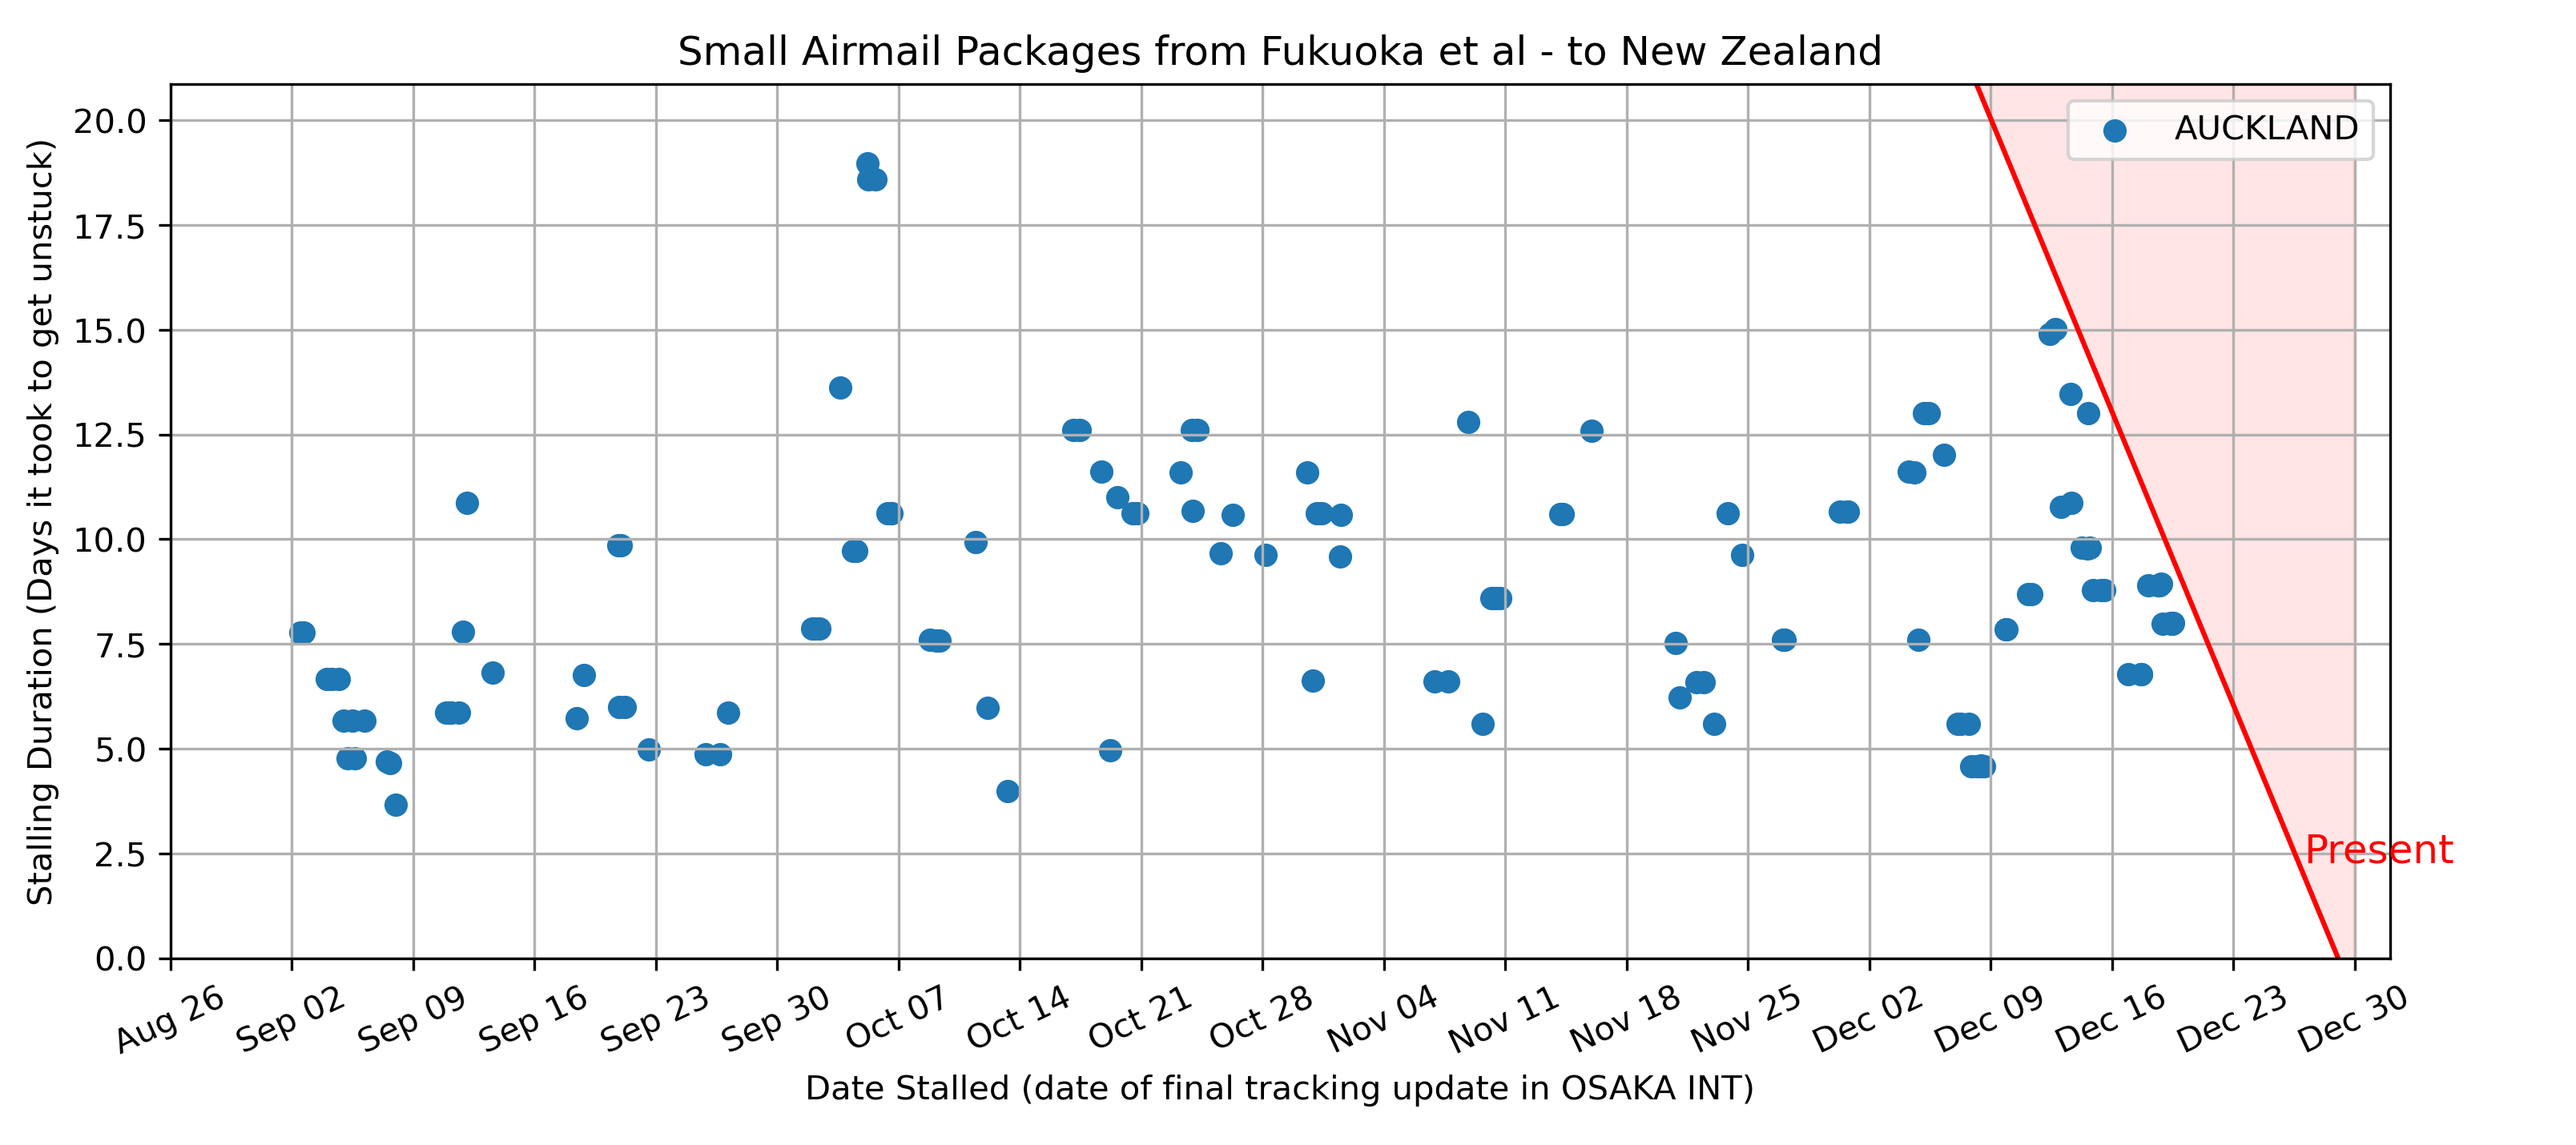 Small Airmail Packages from Fukuoka et al - to New Zealand
Stalling Duration (Days it took to get unstuck)
20.0
17.5
15.0
12.5
10.0
7.5
5.0
2.5
0.0
AUCKLAND
Present
Aug 26
Sep 02
Sep 09
Sep 16
Sep 23
Sep 30
Oct 07
Oct 14
Oct 21
Oct 28
Nov 04
Nov 11
Nov 18
Nov 25
Dec 02
Dec 09
Dec 16
Dec 23
Dec 30
Date Stalled (date of final tracking update in OSAKA INT)